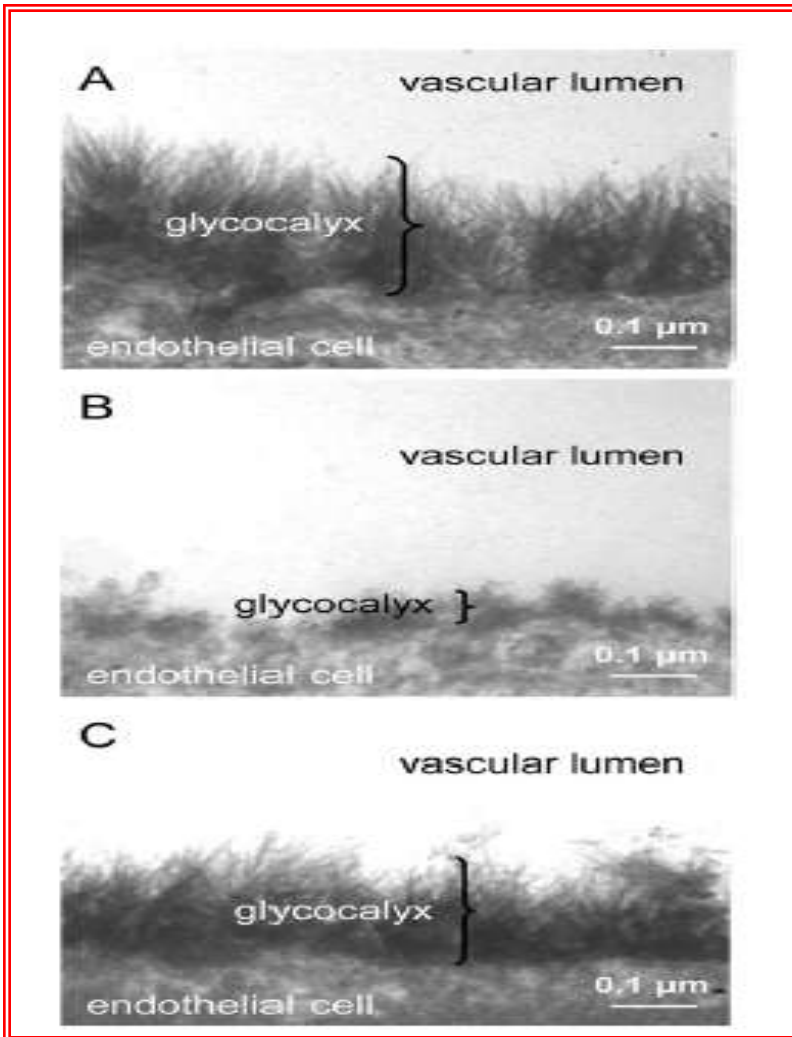 A
vascular lumen
glycocalyx
0.1 µm
endothelial cell
B
vascular lumen
glycocalyx
0.1 µm
endothelial cell
C
vascular lumen
glycocalyx
0.1 µm
endothelial cell